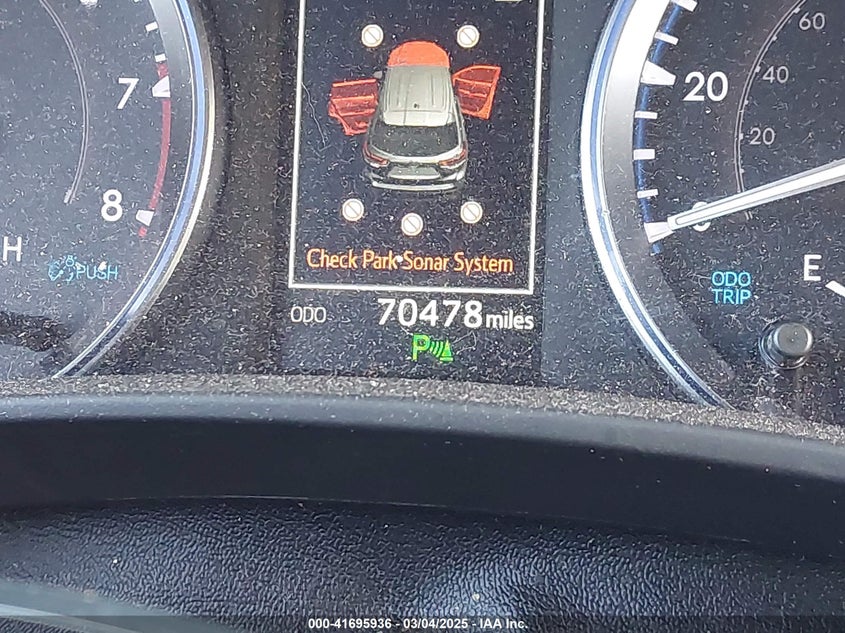 7
8
H
PUSH
Check Park Sonar System
ODO 70478 miles
P
60
40
20
20
0
ODO
TRIP
E
000-41695936 - 03/04/2025 - IAA Inc.